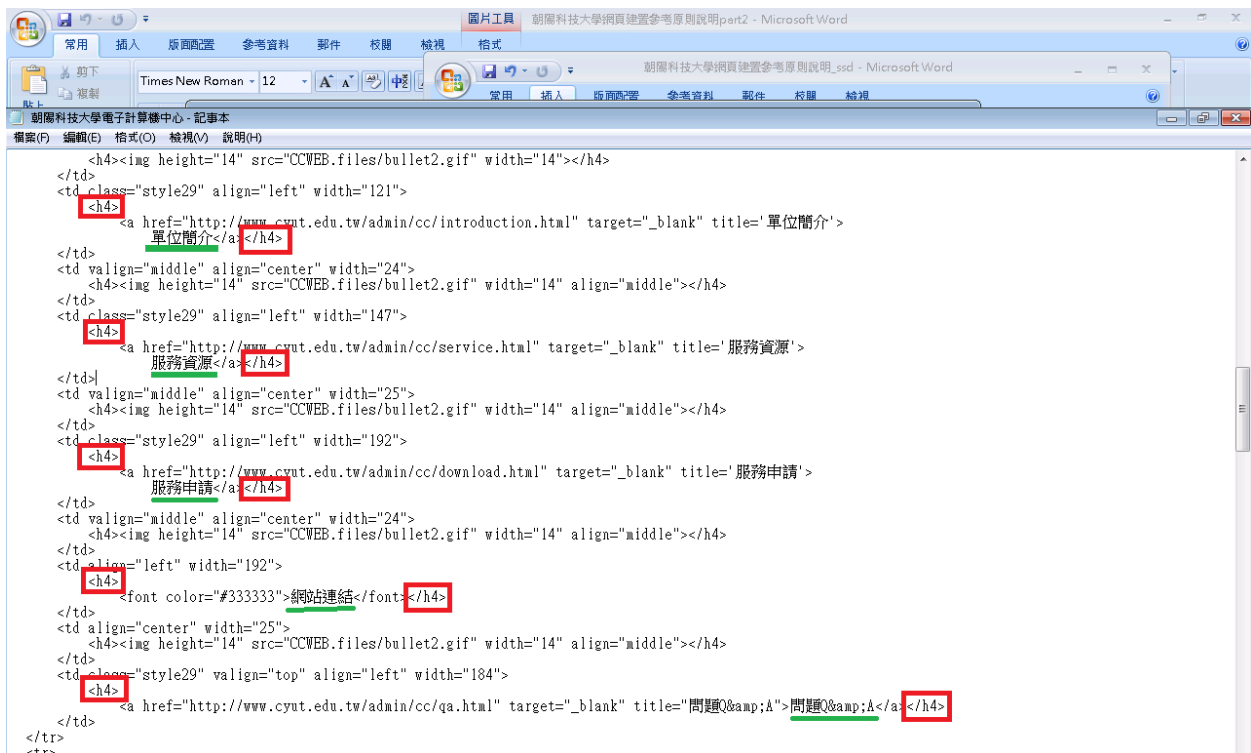 圖片工具 朝陽科技大學網頁建置參考原則說明part2 - Microsoft Word
常用 插入 版面配置 參考資料 郵件 校閱 檢視 格式
剪下
複製
貼上
Times New Roman 12
朝陽科技大學網頁建置參考原則說明_ssd - Microsoft Word
常用 插入 版面配置 參考資料 郵件 校閱 檢視
朝陽科技大學電子計算機中心 - 記事本
檔案(F) 編輯(E) 格式(O) 檢視(V) 說明(H)
<h4><img height="14" src="CCWEB.files/bullet2.gif" width="14"></h4>
</td>
<td class="style29" align="left" width="121">
<h4>
<a href="http://www.cyut.edu.tw/admin/cc/introduction.html" target="_blank" title='單位簡介'>
單位簡介</a></h4>
</td>
<td valign="middle" align="center" width="24">
<h4><img height="14" src="CCWEB.files/bullet2.gif" width="14" align="middle"></h4>
</td>
<td class="style29" align="left" width="147">
<h4>
<a href="http://www.cyut.edu.tw/admin/cc/service.html" target="_blank" title='服務資源'>
服務資源</a></h4>
</td>
<td valign="middle" align="center" width="25">
<h4><img height="14" src="CCWEB.files/bullet2.gif" width="14" align="middle"></h4>
</td>
<td class="style29" align="left" width="192">
<h4>
<a href="http://www.cyut.edu.tw/admin/cc/download.html" target="_blank" title='服務申請'>
服務申請</a></h4>
</td>
<td valign="middle" align="center" width="24">
<h4><img height="14" src="CCWEB.files/bullet2.gif" width="14" align="middle"></h4>
</td>
<td align="left" width="192">
<h4>
<font color="#333333">網站連結</font></h4>
</td>
<td align="center" width="25">
<h4><img height="14" src="CCWEB.files/bullet2.gif" width="14" align="middle"></h4>
</td>
<td class="style29" valign="top" align="left" width="184">
<h4>
<a href="http://www.cyut.edu.tw/admin/cc/qa.html" target="_blank" title="問題Q&amp;A">問題Q&amp;A</a></h4>
</td>
</tr>
<tr>